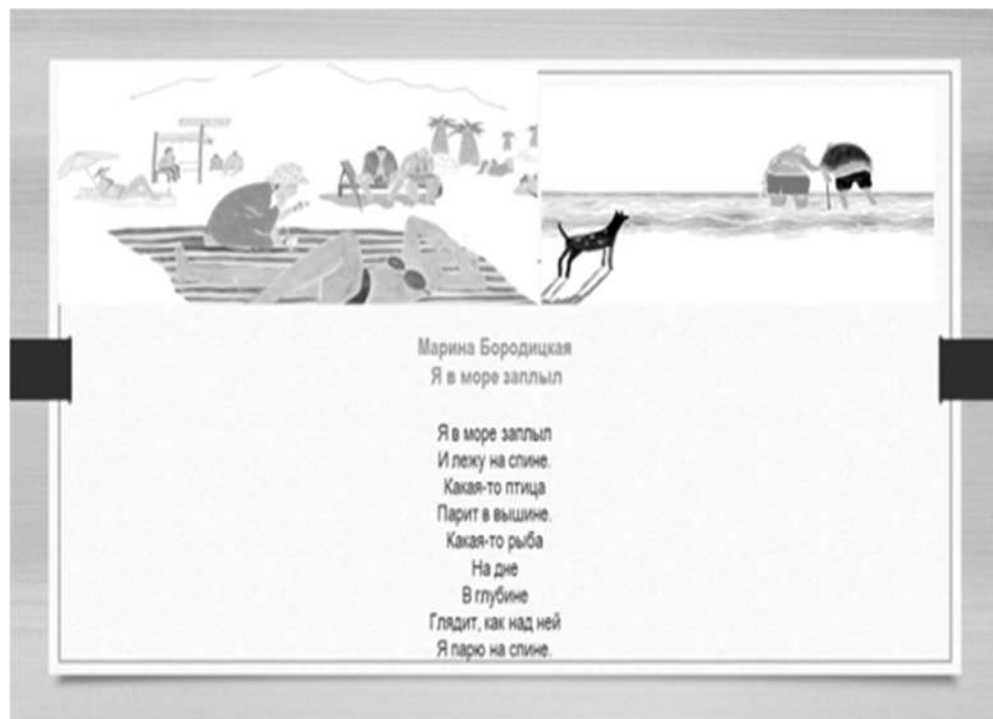 Марина Бородицкая
Я в море заплыл
Я в море заплыл
И лежу на спине.
Какая-то птица
Парит в вышине.
Какая-то рыба
На дне
В глубине
Глядит, как над ней
Я парю на спине.